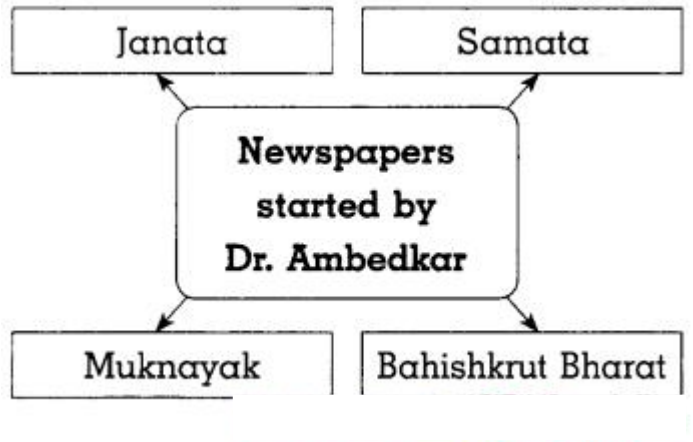 Janata
Samata
Newspapers
started by
Dr. Ambedkar
Muknayak
Bahishkrut Bharat